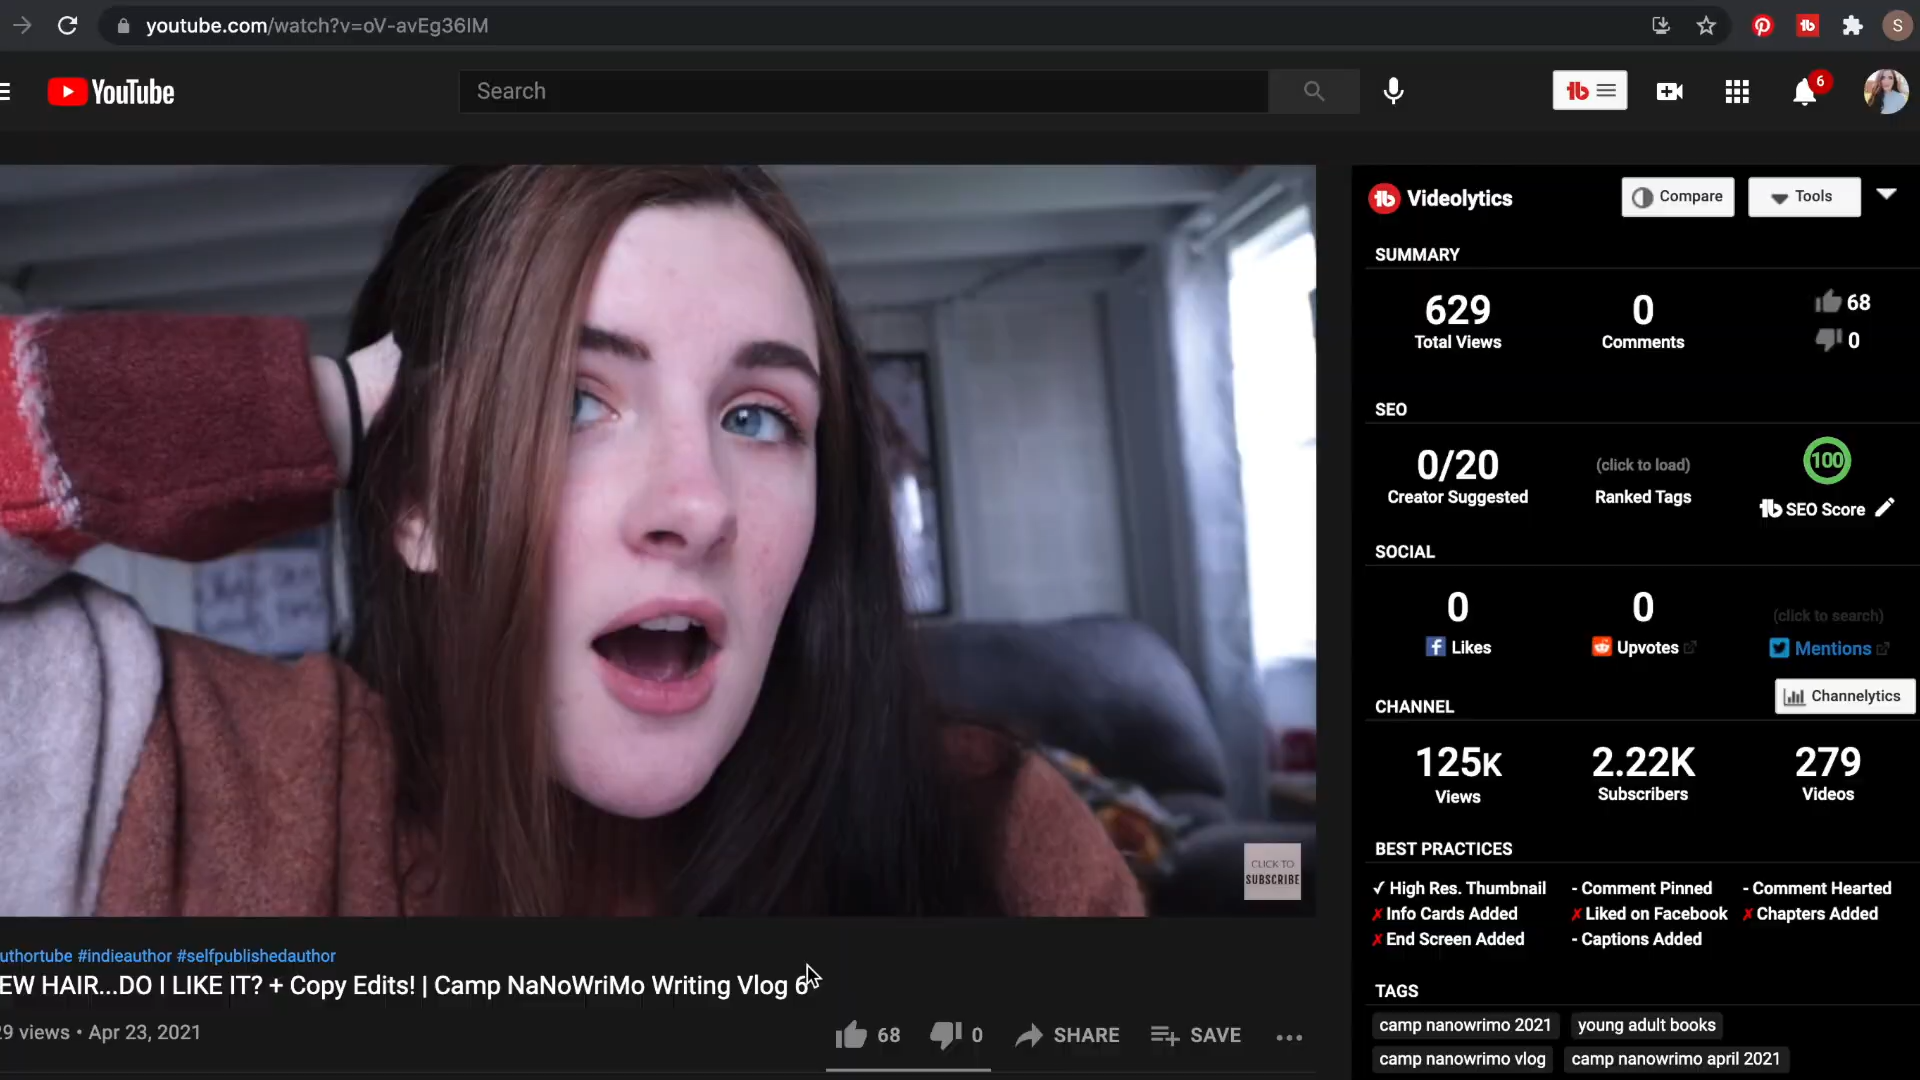 youtube.com/watch?v=oV-avEg36IM
S
YouTube
Search
6
CLICK TO
SUBSCRIBE
uthortube #indieauthor #selfpublishedauthor
EW HAIR...DO I LIKE IT? + Copy Edits! | Camp NaNoWriMo Writing Vlog 6
29 views • Apr 23, 2021
68 0 SHARE SAVE
Videolytics Compare Tools
SUMMARY
629 0 68
Total Views Comments 0
SEO
0/20 (click to load) 100
Creator Suggested Ranked Tags SEO Score
SOCIAL
0 0 (click to search)
Likes Upvotes Mentions
CHANNEL Channelytics
125K 2.22K 279
Views Subscribers Videos
BEST PRACTICES
✓ High Res. Thumbnail - Comment Pinned - Comment Hearted
✗ Info Cards Added ✗ Liked on Facebook ✗ Chapters Added
✗ End Screen Added - Captions Added
TAGS
camp nanowrimo 2021 young adult books
camp nanowrimo vlog camp nanowrimo april 2021